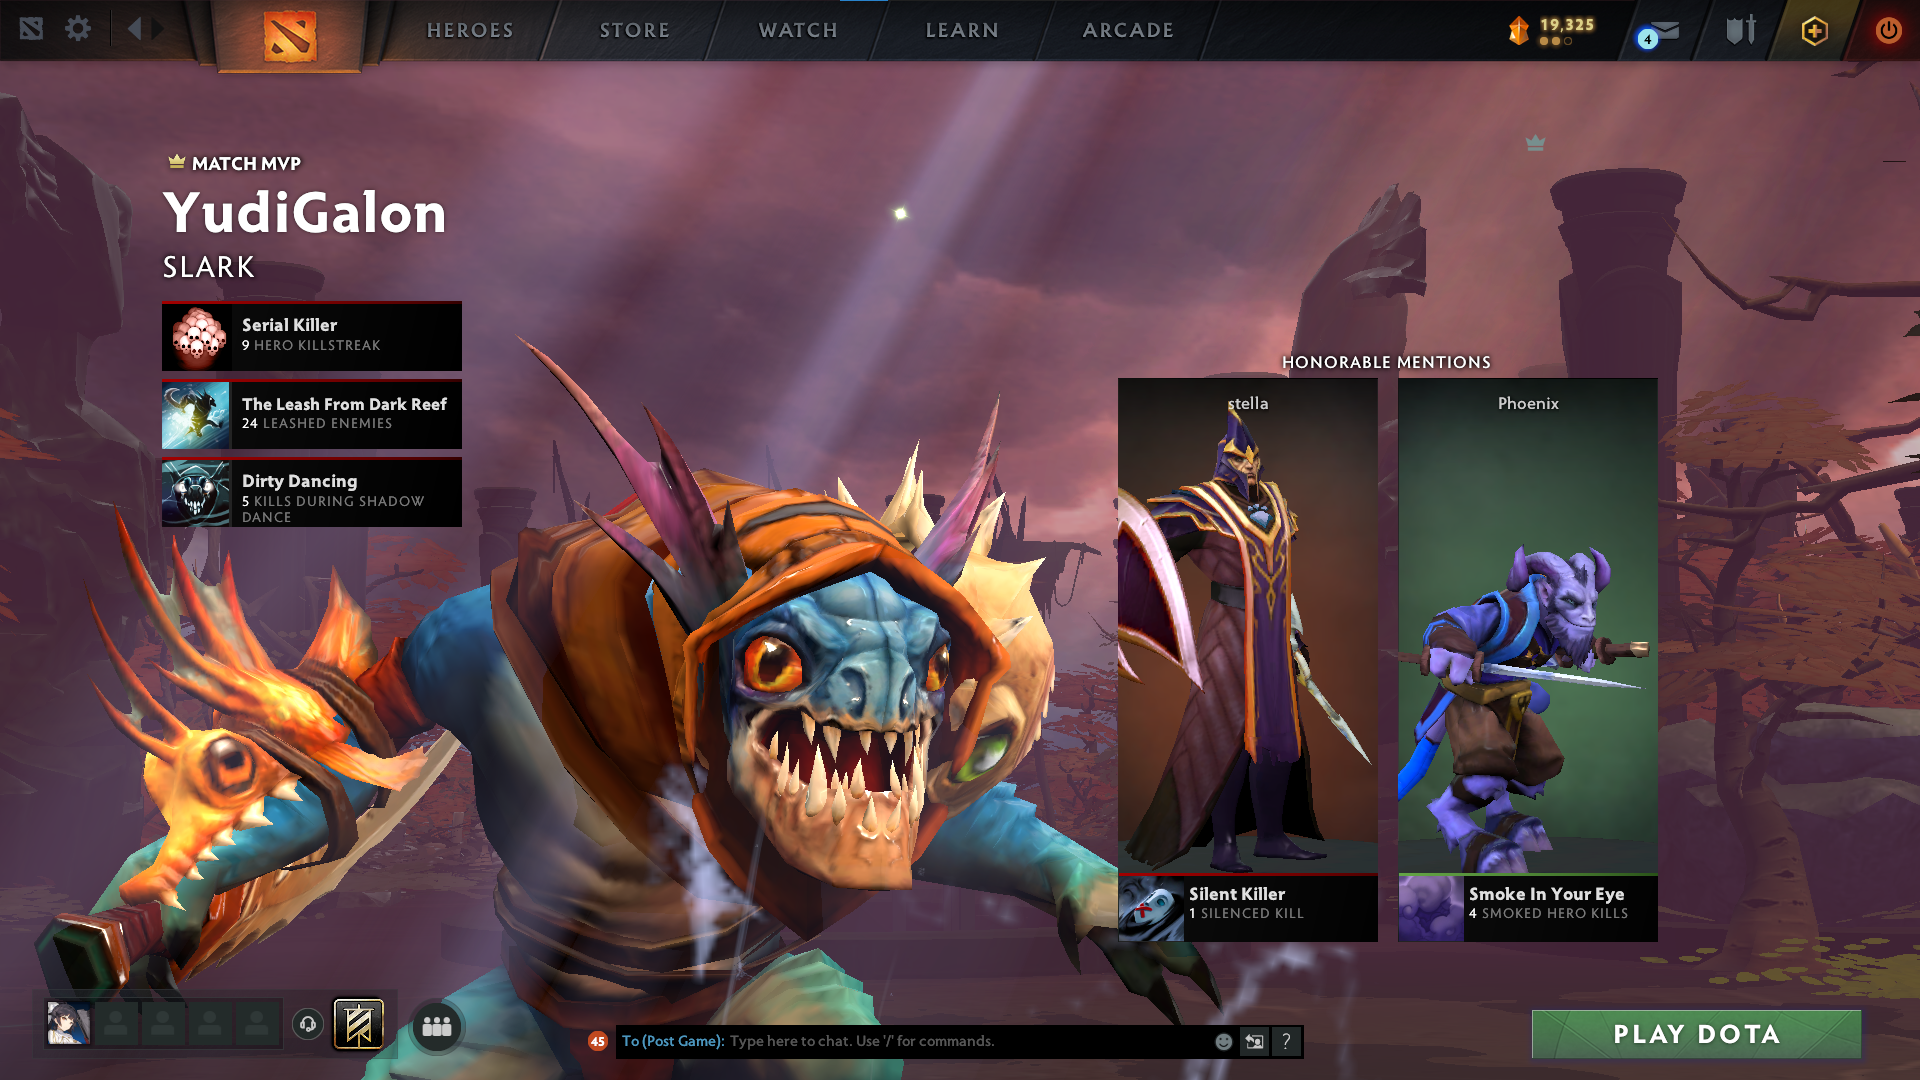 HEROES
STORE
WATCH
LEARN
ARCADE
19,325
4
MATCH MVP
YudiGalon
SLARK
Serial Killer
9 HERO KILLSTREAK
The Leash From Dark Reef
24 LEASHED ENEMIES
Dirty Dancing
5 KILLS DURING SHADOW
DANCE
HONORABLE MENTIONS
stella
Phoenix
Silent Killer
1 SILENCED KILL
Smoke In Your Eye
4 SMOKED HERO KILLS
45
To (Post Game): Type here to chat. Use '/' for commands.
?
PLAY DOTA